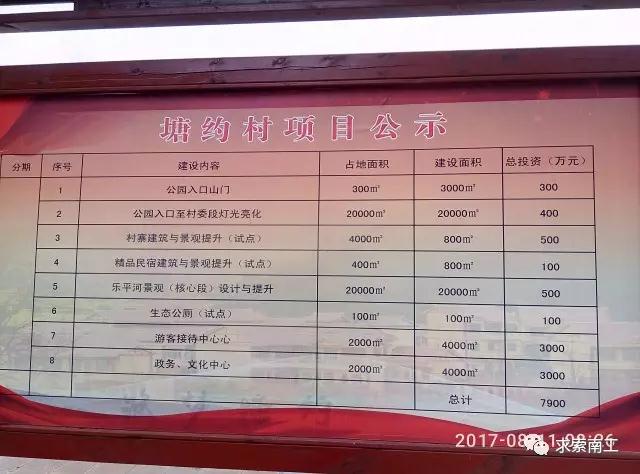 塘约村项目公示
分期 序号 建设内容 占地面积 建设面积 总投资（万元）
1 公园入口山门 300㎡ 3000㎡ 300
2 公园入口至村委段灯光亮化 20000㎡ 20000㎡ 400
3 村寨建筑与景观提升（试点） 4000㎡ 800㎡ 500
4 精品民宿建筑与景观提升（试点） 400㎡ 800㎡ 100
5 乐平河景观（核心段）设计与提升 20000㎡ 20000㎡ 500
6 生态公厕（试点） 100㎡ 100㎡ 100
7 游客接待中心心 2000㎡ 4000㎡ 3000
8 政务、文化中心 2000㎡ 4000㎡ 3000
总计 7900
求索南工